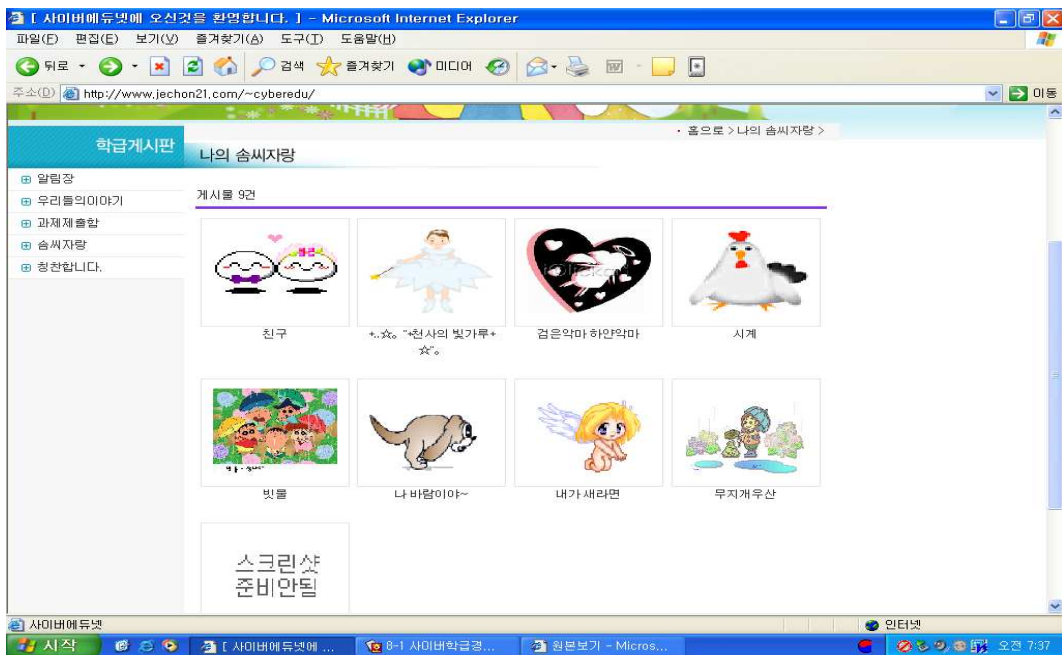 [ 사이버에듀넷에 오신것을 환영합니다. ] - Microsoft Internet Explorer
파일(F) 편집(E) 보기(V) 즐겨찾기(A) 도구(T) 도움말(H)
뒤로 검색 즐겨찾기 미디어
주소(D) http://www.jechon21.com/~cyberedu/ 이동
· 홈으로 > 나의 솜씨자랑 >
학급게시판
나의 솜씨자랑
알림장
우리들의이야기
과제제출함
솜씨자랑
칭찬합니다.
게시물 9건
친구 +..☆。"+천사의 빛가루+ 검은악마 하얀악마 시계
☆"。
빗물 나 바람이야~ 내가 새라면 무지개우산
스크린샷
준비안됨
사이버에듀넷 인터넷
시작 [ 사이버에듀넷에 ... 8-1 사이버학급경... 원본보기 - Micros... 오전 7:37